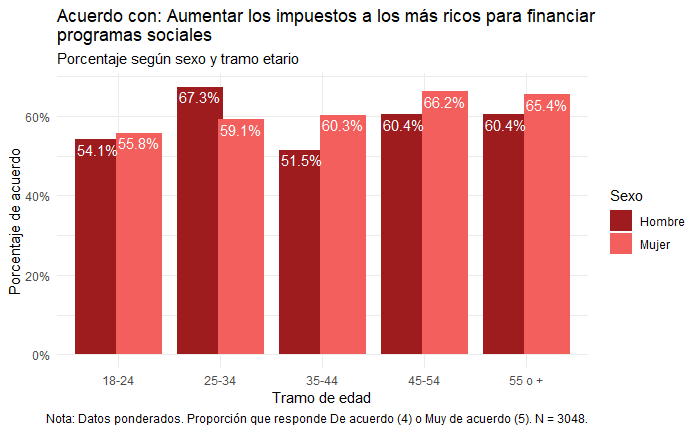 Acuerdo con: Aumentar los impuestos a los más ricos para financiar
programas sociales
Porcentaje según sexo y tramo etario
Porcentaje de acuerdo
60%
40%
20%
0%
54.1%
55.8%
67.3%
59.1%
51.5%
60.3%
60.4%
66.2%
60.4%
65.4%
18-24
25-34
35-44
45-54
55 o +
Tramo de edad
Sexo
Hombre
Mujer
Nota: Datos ponderados. Proporción que responde De acuerdo (4) o Muy de acuerdo (5). N = 3048.